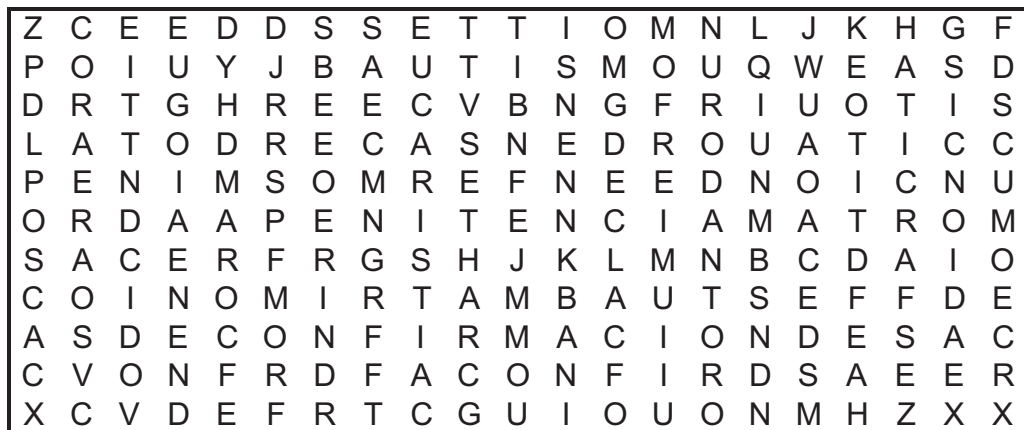 Z C E E D D S S E T T I O M N L J K H G F
P O I U Y J B A U T I S M O U Q W E A S D
D R T G H R E E C V B N G F R I U O T I S
L A T O D R E C A S N E D R O U A T I C C
P E N I M S O M R E F N E E D N O I C N U
O R D A A P E N I T E N C I A M A T R O M
S A C E R F R G S H J K L M N B C D A I O
C O I N O M I R T A M B A U T S E F F D E
A S D E C O N F I R M A C I O N D E S A C
C V O N F R D F A C O N F I R D S A E E R
X C V D E F R T C G U I O U O N M H Z X X